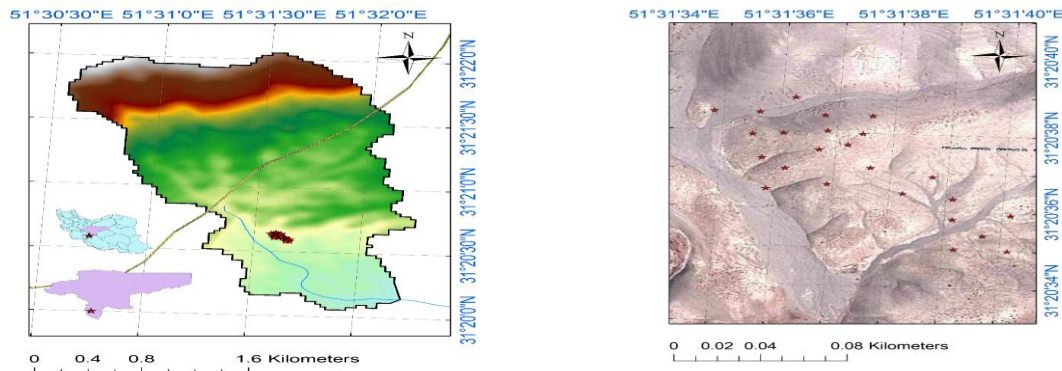 51°30'30"E 51°31'0"E 51°31'30"E 51°32'0"E
N
31°22'0"N
31°21'30"N
31°21'0"N
31°20'30"N
31°20'0"N
0 0.4 0.8 1.6 Kilometers
51°31'34"E 51°31'36"E 51°31'38"E 51°31'40"E
N
31°20'40"N
31°20'38"N
31°20'36"N
31°20'34"N
0 0.02 0.04 0.08 Kilometers